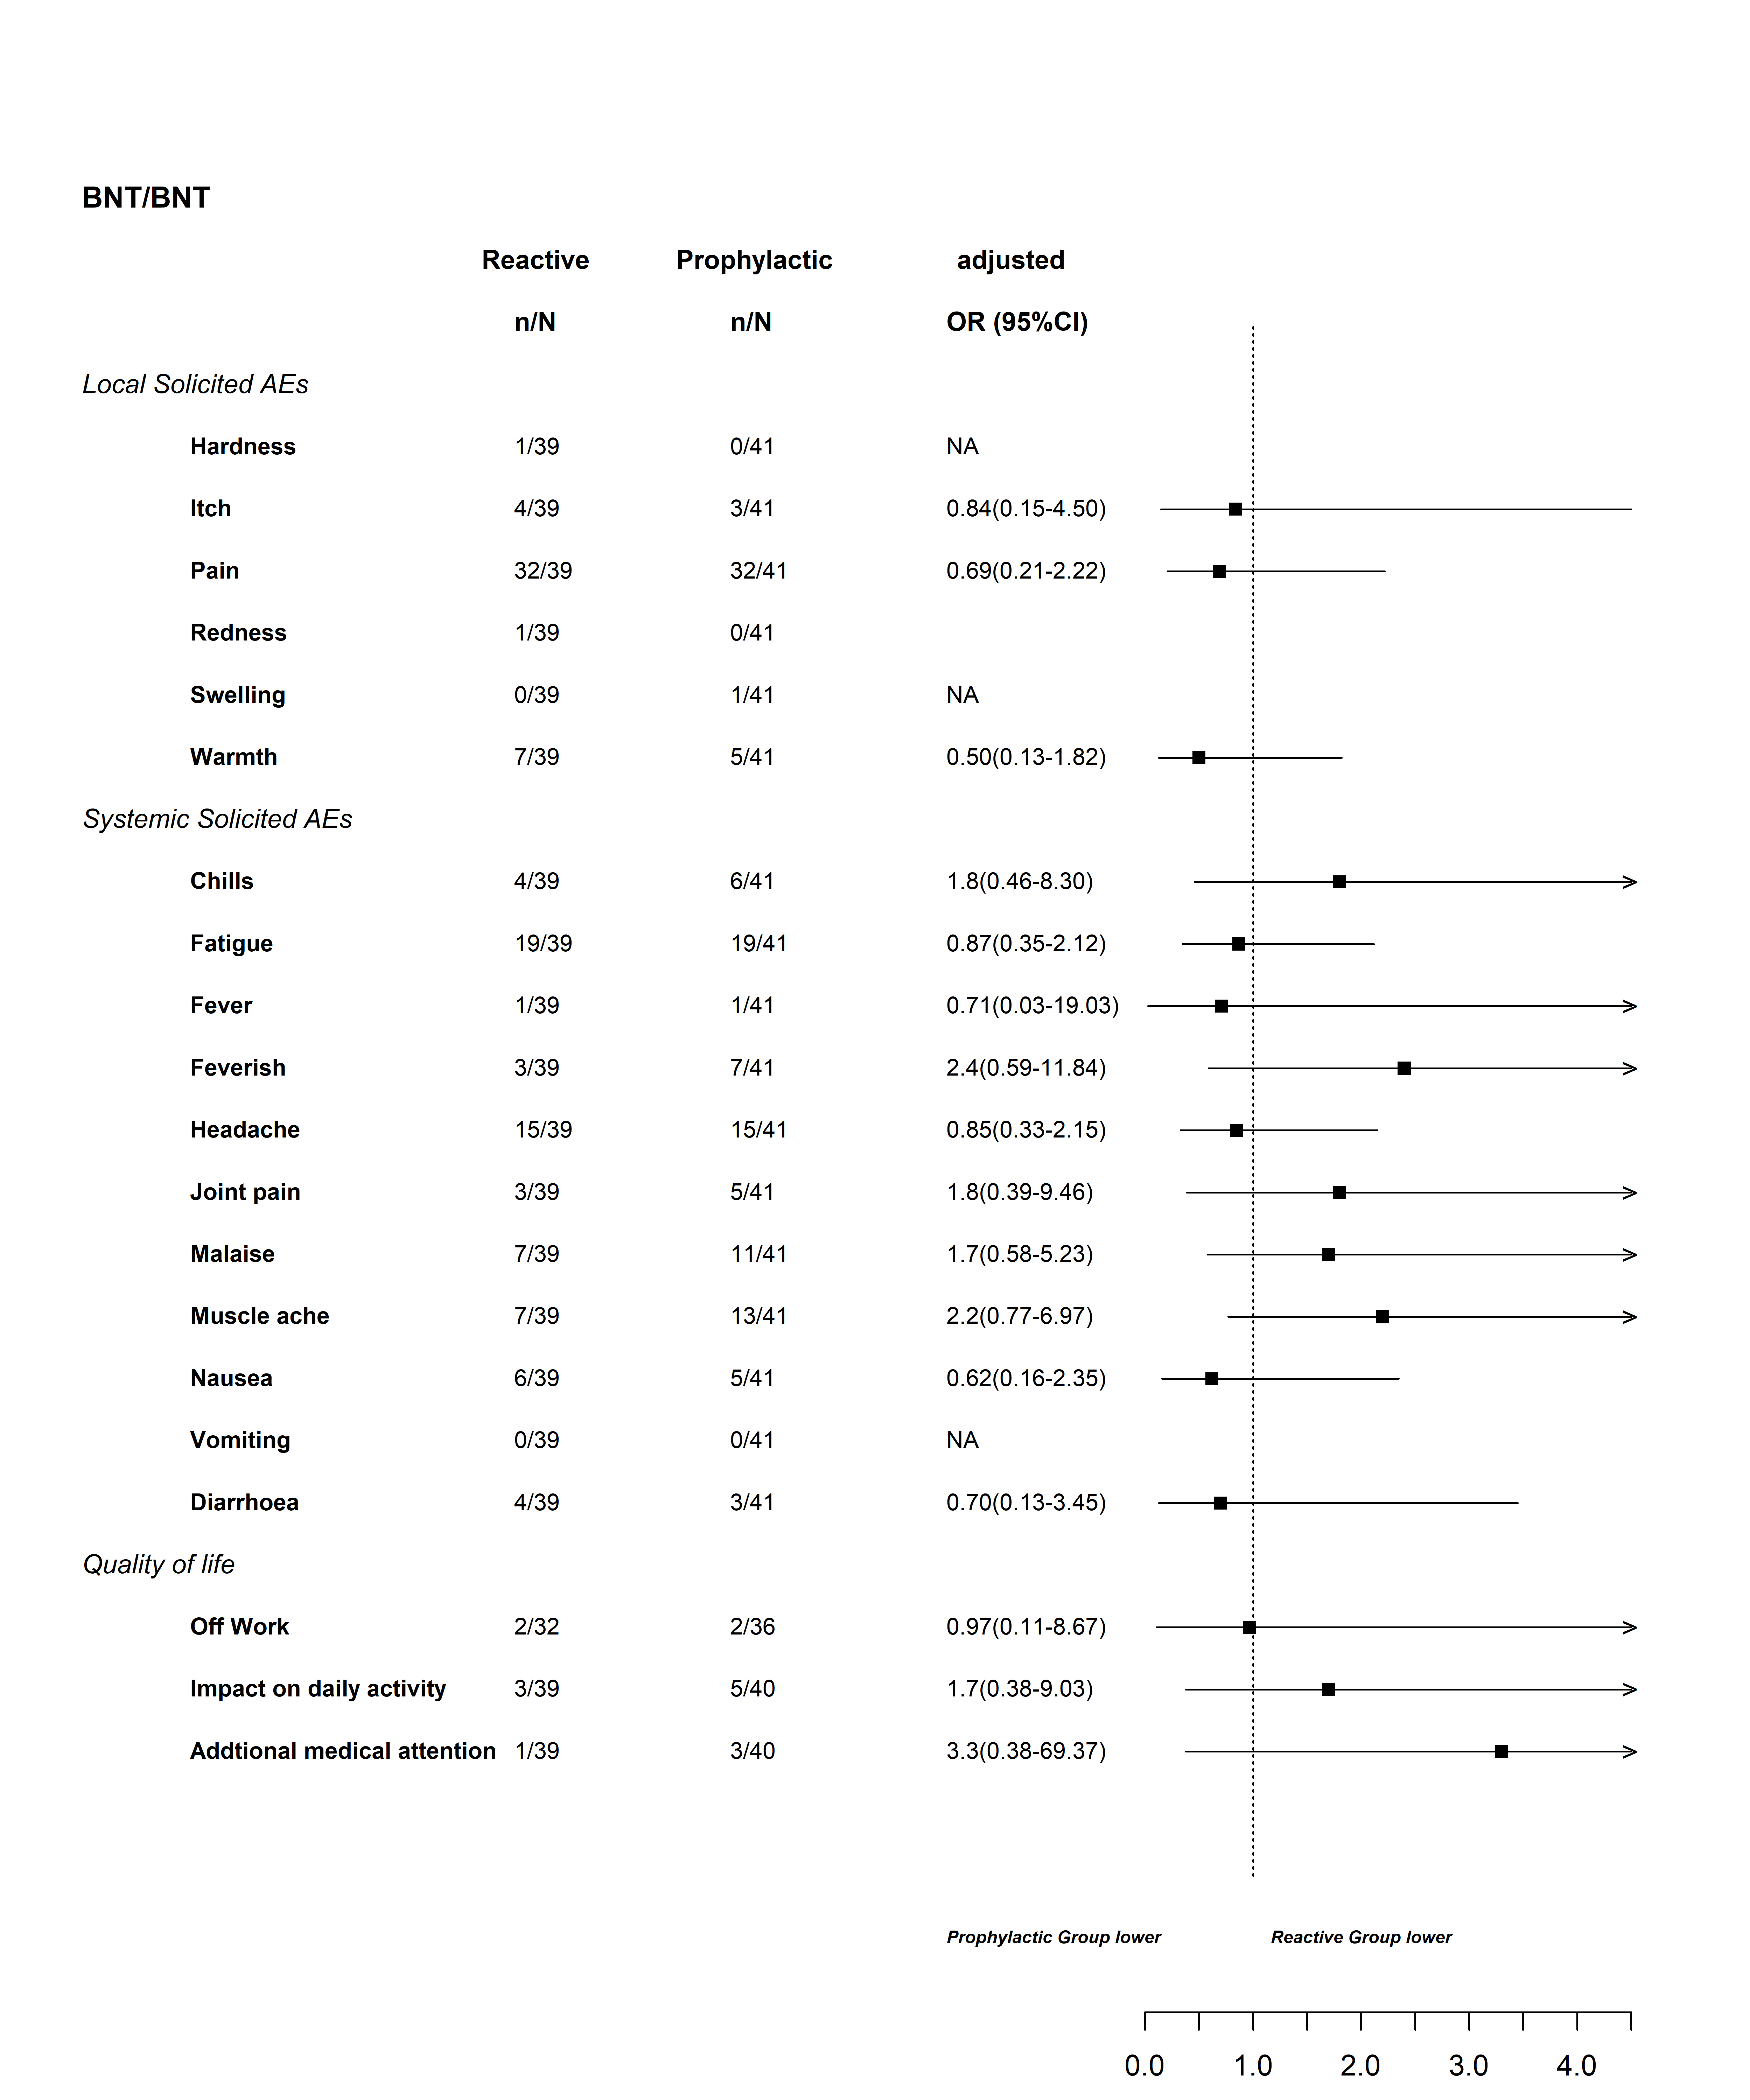 BNT/BNT
Reactive Prophylactic adjusted
n/N n/N OR (95%CI)
Local Solicited AEs
Hardness 1/39 0/41 NA
Itch 4/39 3/41 0.84(0.15-4.50)
Pain 32/39 32/41 0.69(0.21-2.22)
Redness 1/39 0/41
Swelling 0/39 1/41 NA
Warmth 7/39 5/41 0.50(0.13-1.82)
Systemic Solicited AEs
Chills 4/39 6/41 1.8(0.46-8.30)
Fatigue 19/39 19/41 0.87(0.35-2.12)
Fever 1/39 1/41 0.71(0.03-19.03)
Feverish 3/39 7/41 2.4(0.59-11.84)
Headache 15/39 15/41 0.85(0.33-2.15)
Joint pain 3/39 5/41 1.8(0.39-9.46)
Malaise 7/39 11/41 1.7(0.58-5.23)
Muscle ache 7/39 13/41 2.2(0.77-6.97)
Nausea 6/39 5/41 0.62(0.16-2.35)
Vomiting 0/39 0/41 NA
Diarrhoea 4/39 3/41 0.70(0.13-3.45)
Quality of life
Off Work 2/32 2/36 0.97(0.11-8.67)
Impact on daily activity 3/39 5/40 1.7(0.38-9.03)
Addtional medical attention 1/39 3/40 3.3(0.38-69.37)
Prophylactic Group lower Reactive Group lower
0.0 1.0 2.0 3.0 4.0